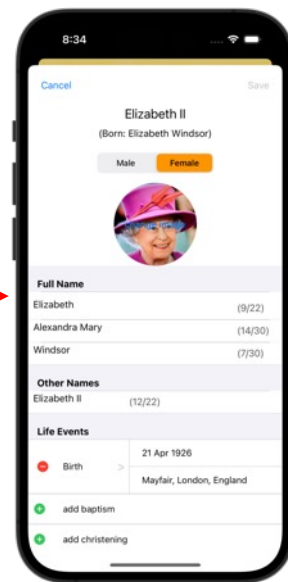 8:34
Cancel Save
Elizabeth II
(Born: Elizabeth Windsor)
Male Female
Full Name
Elizabeth (9/22)
Alexandra Mary (14/30)
Windsor (7/30)
Other Names
Elizabeth II (12/22)
Life Events
Birth > 21 Apr 1926
Mayfair, London, England
add baptism
add christening